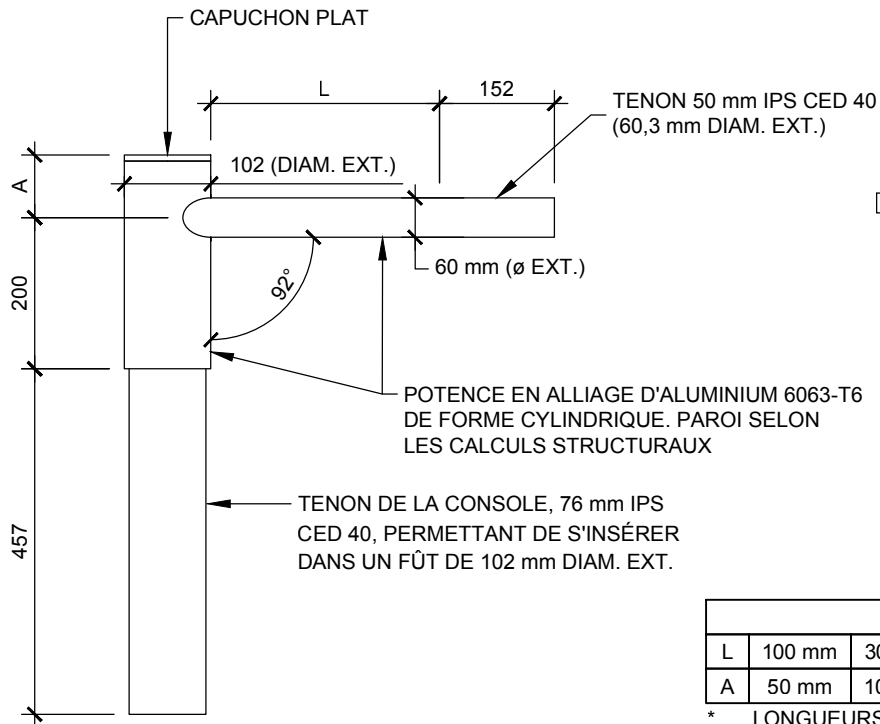 CAPUCHON PLAT
L
152
TENON 50 mm IPS CED 40
(60,3 mm DIAM. EXT.)
A
102 (DIAM. EXT.)
60 mm (ø EXT.)
92°
200
POTENCE EN ALLIAGE D'ALUMINIUM 6063-T6
DE FORME CYLINDRIQUE. PAROI SELON
LES CALCULS STRUCTURAUX
457
TENON DE LA CONSOLE, 76 mm IPS
CED 40, PERMETTANT DE S'INSÉRER
DANS UN FÛT DE 102 mm DIAM. EXT.
L 100 mm
A 50 mm
* LONGUEURS